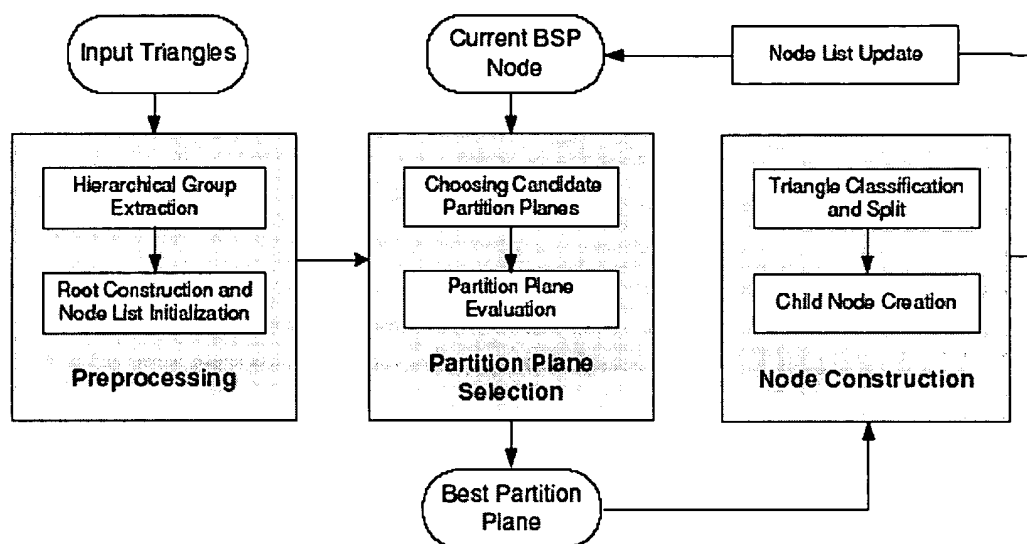 Input Triangles
Hierarchical Group
Extraction
Root Construction and
Node List Initialization
Preprocessing
Current BSP
Node
Choosing Candidate
Partition Planes
Partition Plane
Evaluation
Partition Plane
Selection
Best Partition
Plane
Node List Update
Triangle Classification
and Split
Child Node Creation
Node Construction